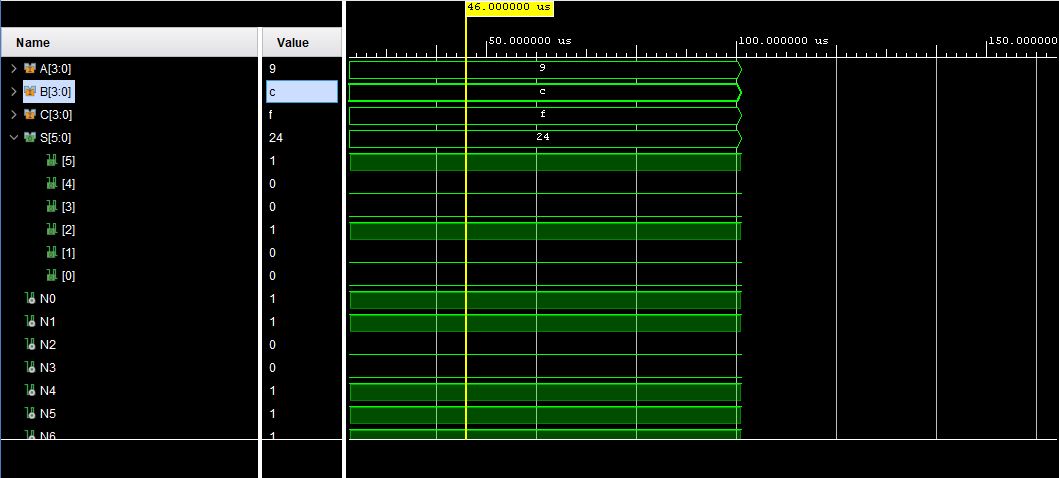 46.000000 us
Name Value
50.000000 us 100.000000 us 150.000000
A[3:0] 9 9
B[3:0] c c
C[3:0] f f
S[5:0] 24 24
[5] 1
[4] 0
[3] 0
[2] 1
[1] 0
[0] 0
N0 1
N1 1
N2 0
N3 0
N4 1
N5 1
N6 1